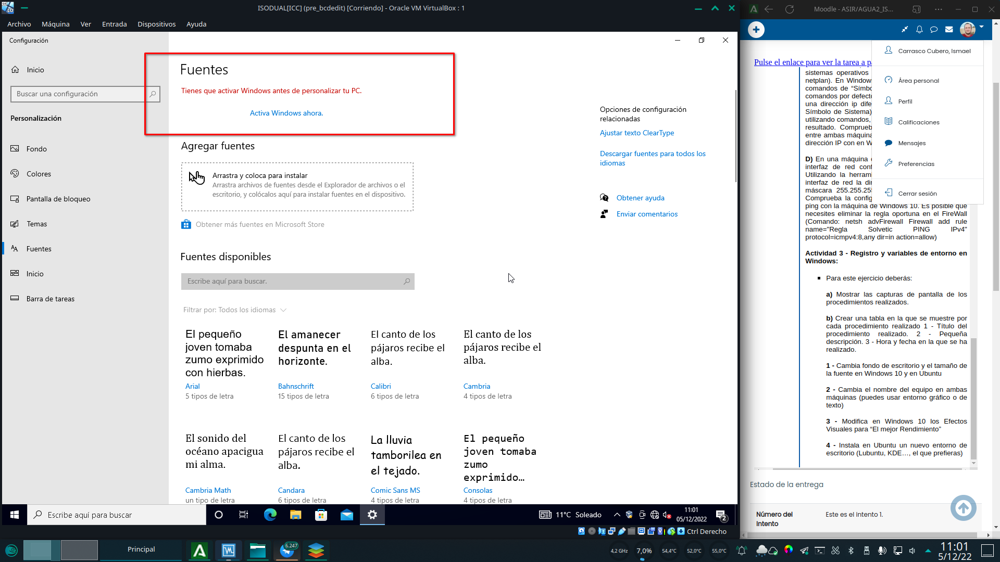 ISODUAL[ICC] (pre_bcdedit) [Corriendo] - Oracle VM VirtualBox : 1
Archivo Máquina Ver Entrada Dispositivos Ayuda
Configuración
Inicio
Buscar una configuración
Personalización
Fondo
Colores
Pantalla de bloqueo
Temas
Fuentes
Inicio
Barra de tareas
Fuentes
Tienes que activar Windows antes de personalizar tu PC.
Activa Windows ahora.
Agregar fuentes
Arrastra y coloca para instalar
Arrastra archivos de fuentes desde el Explorador de archivos o el
escritorio, y colócalos aquí para instalar fuentes en el dispositivo.
Obtener más fuentes en Microsoft Store
Fuentes disponibles
Escribe aquí para buscar.
Filtrar por: Todos los idiomas
El pequeño
joven tomaba
zumo exprimido
con hierbas.
Arial
5 tipos de letra
El amanecer
despunta en el
horizonte.
Bahnschrift
15 tipos de letra
El canto de los
pájaros recibe el
alba.
Calibri
6 tipos de letra
El canto de los
pájaros recibe el
alba.
Cambria
4 tipos de letra
El sonido del
océano apacigua
mi alma.
Cambria Math
un tipo de letra
El canto de los
pájaros recibe el
alba.
Candara
6 tipos de letra
La lluvia
tamborilea en
el tejado.
Comic Sans MS
4 tipos de letra
El pequeño
joven tomaba
zumo
exprimido...
Consolas
4 tipos de letra
Opciones de configuración
relacionadas
Ajustar texto ClearType
Descargar fuentes para todos los
idiomas
Obtener ayuda
Enviar comentarios
Escribe aquí para buscar
11°C Soleado
11:01
05/12/2022
2
Ctrl Derecho
Moodle - ASIR/AGUA2_IS...
Carrasco Cubero, Ismael
Área personal
Perfil
Calificaciones
Mensajes
Preferencias
Cerrar sesión
Pulse el enlace para ver la tarea a p
sistemas operativos
netplan). En Window
comandos de “Símbo
comandos por defect
una dirección ip dife
Símbolo de Sistema)
utilizando comandos,
resultado. Comprueb
entre ambas máquina
dirección IP con en W
D) En una máquina
interfaz de red conf
Utilizando la herram
interfaz de red la dir
máscara 255.255.255
Comprueba la config
ping con la máquina de Windows 10. Es posible que
necesites eliminar la regla oportuna en el FireWall
(Comando: netsh advFirewall Firewall add rule
name="Regla Solvetic PING IPv4"
protocol=icmpv4:8,any dir=in action=allow)
Actividad 3 - Registro y variables de entorno en
Windows:
Para este ejercicio deberás:
a) Mostrar las capturas de pantalla de los
procedimientos realizados.
b) Crear una tabla en la que se muestre por
cada procedimiento realizado 1 - Título del
procedimiento realizado. 2 - Pequeña
descripción. 3 - Hora y fecha en la que se ha
realizado.
1 - Cambia fondo de escritorio y el tamaño de
la fuente en Windows 10 y en Ubuntu
2 - Cambia el nombre del equipo en ambas
máquinas (puedes usar entorno gráfico o de
texto)
3 - Modifica en Windows 10 los Efectos
Visuales para “El mejor Rendimiento”
4 - Instala en Ubuntu un nuevo entorno de
escritorio (Lubuntu, KDE…, el que prefieras)
Estado de la entrega
Número del
Intento
Este es el intento 1.
Principal
6.247
4,2 GHz
7,0%
54,4°C
52,0°C
55,0°C
11:01
5/12/22